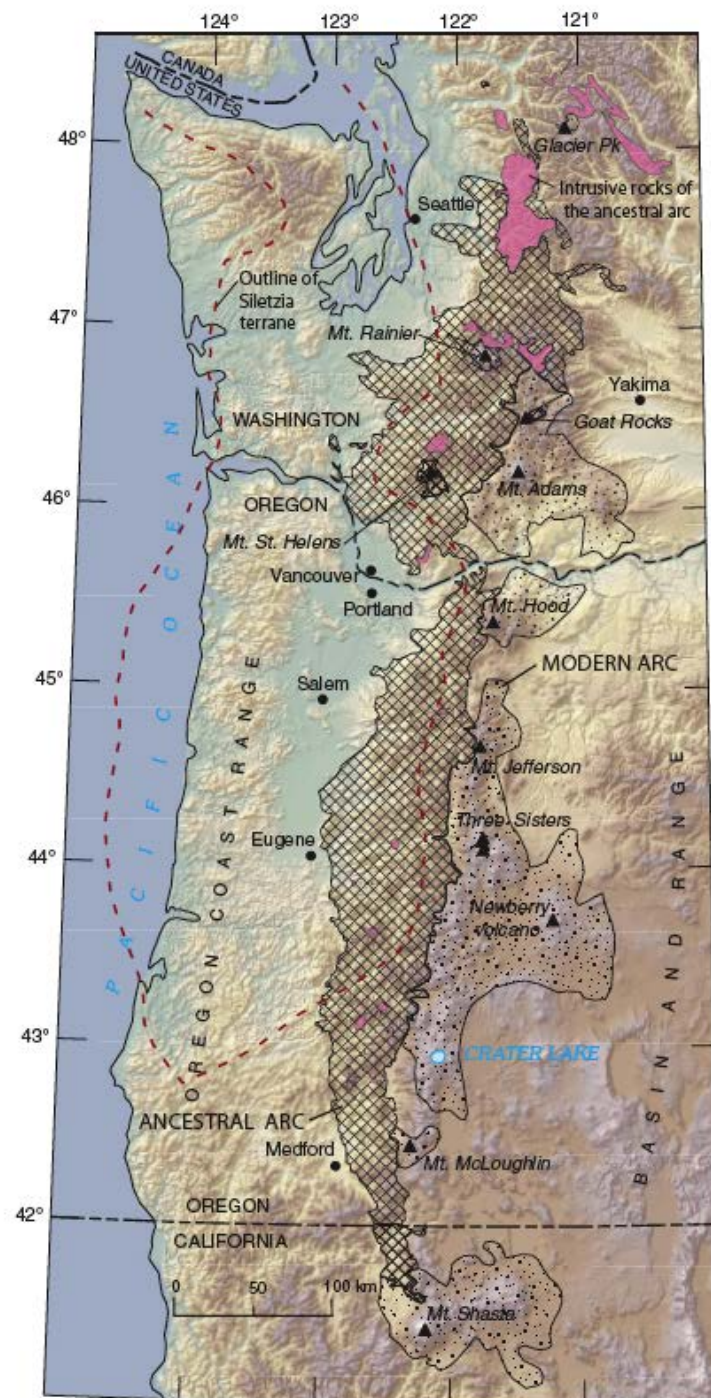 124° 123° 122° 121°
CANADA
UNITED STATES
48°
Glacier Pk
Intrusive rocks of
the ancestral arc
Seattle
Outline of
Siletzia
terrane
47°
Mt. Rainier
Yakima
WASHINGTON
Goat Rocks
46°
OREGON
Mt. Adams
Mt. St. Helens
Vancouver
Portland
Mt. Hood
PACIFIC OCEAN
OREGON COAST RANGE
45°
Salem
MODERN ARC
Mt. Jefferson
Three Sisters
44°
Eugene
Newberry
volcano
BASIN AND RANGE
43°
CRATER LAKE
ANCESTRAL ARC
Medford
Mt. McLoughlin
42°
OREGON
CALIFORNIA
0 50 100 km
Mt. Shasta